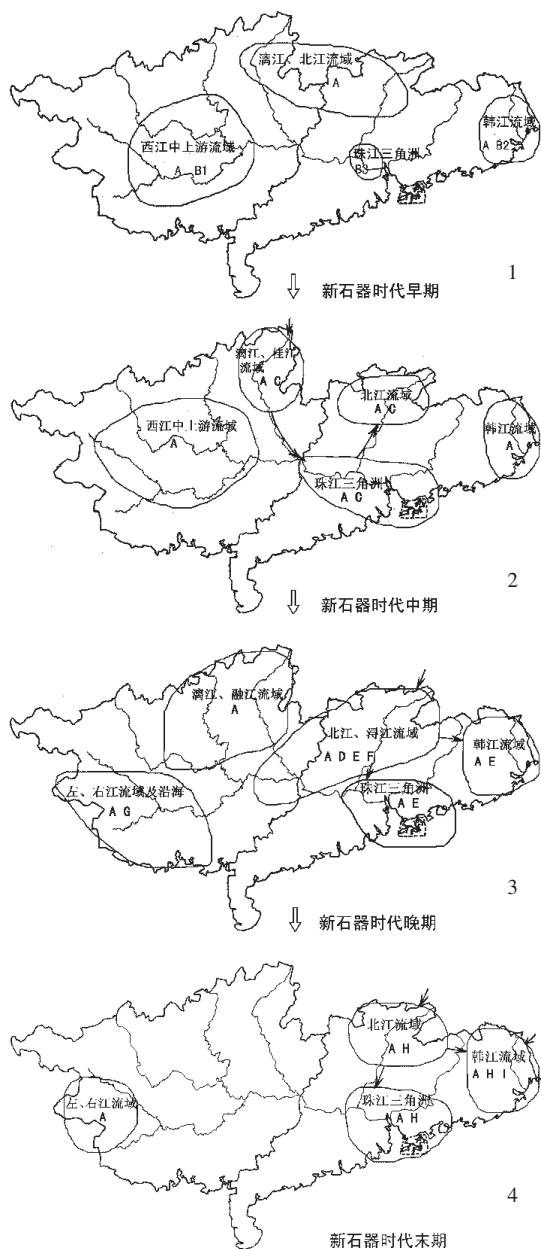 漓江、北江流域
A
韩江流域
A B2
西江中上游流域
A B1
珠江三角洲
B3
1
新石器时代早期
漓江、桂江
流域
A C
北江流域
A C
西江中上游流域
A
韩江流域
A
珠江三角洲
A C
2
新石器时代中期
漓江、融江流域
A
北江、浔江流域
A D E F
韩江流域
A E
左、右江流域及沿海
A G
珠江三角洲
A E
3
新石器时代晚期
北江流域
A H
韩江流域
A H I
左、右江流域
A
珠江三角洲
A H
4
新石器时代末期